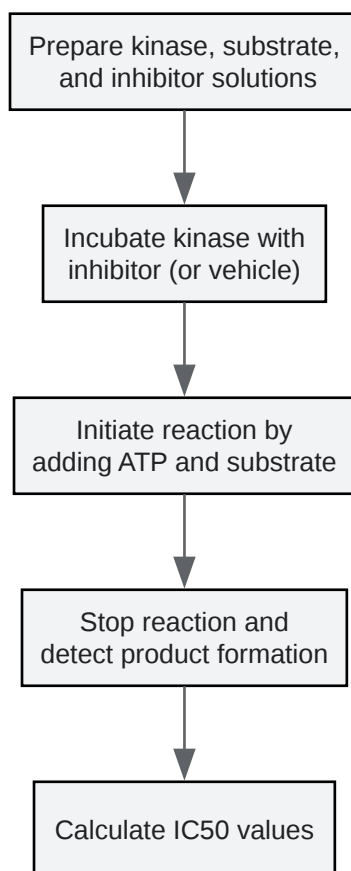 Prepare kinase, substrate,
and inhibitor solutions
Incubate kinase with
inhibitor (or vehicle)
Initiate reaction by
adding ATP and substrate
Stop reaction and
detect product formation
Calculate IC50 values